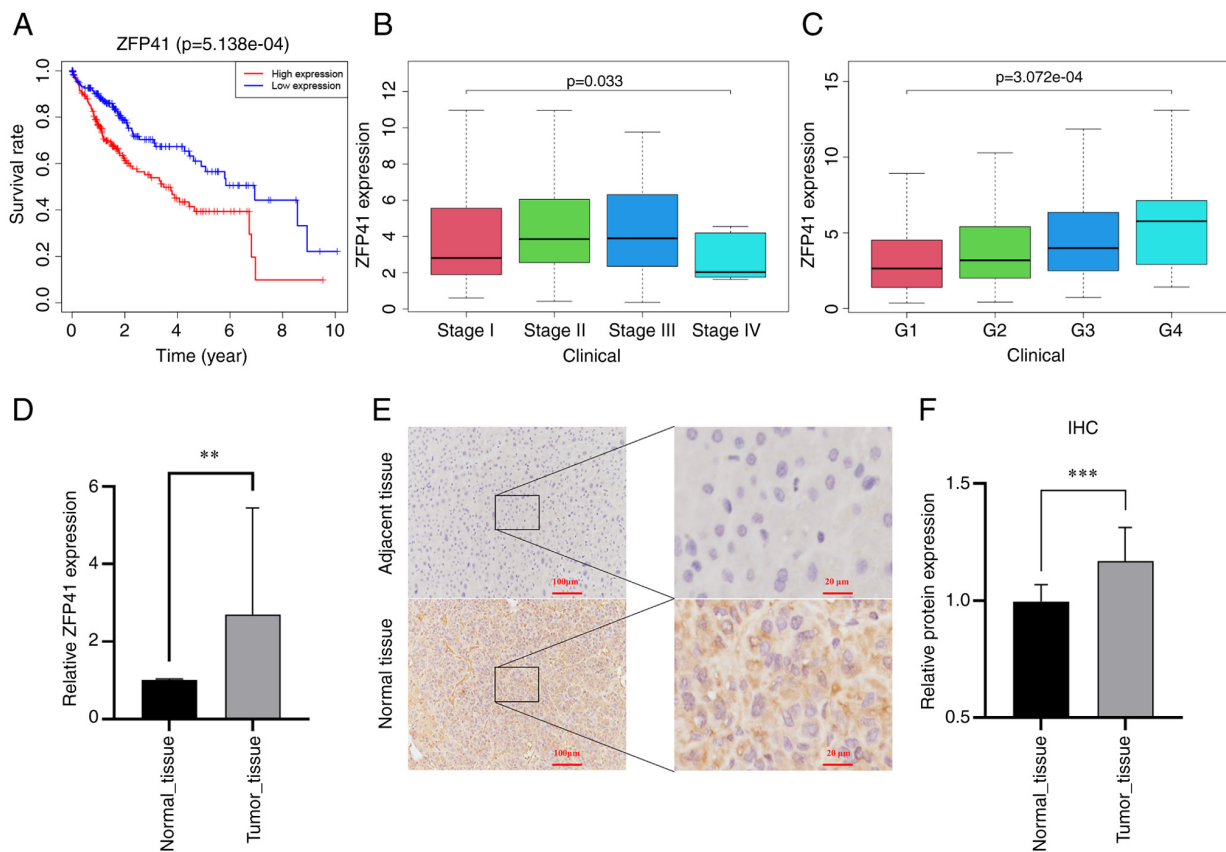 A
ZFP41 (p=5.138e-04)
High expression
Low expression
Survival rate
1.0
0.8
0.6
0.4
0.2
0.0
0
2
4
6
8
10
Time (year)
B
p=0.033
ZFP41 expression
12
10
8
6
4
2
0
Stage I
Stage II
Stage III
Stage IV
Clinical
C
p=3.072e-04
ZFP41 expression
15
10
5
0
G1
G2
G3
G4
Clinical
D
**
Relative ZFP41 expression
6
4
2
0
Normal_tissue
Tumor_tissue
E
Adjacent tissue
100μm
20 μm
Normal tissue
100μm
20 μm
F
IHC
***
Relative protein expression
1.5
1.0
0.5
Normal_tissue
Tumor_tissue